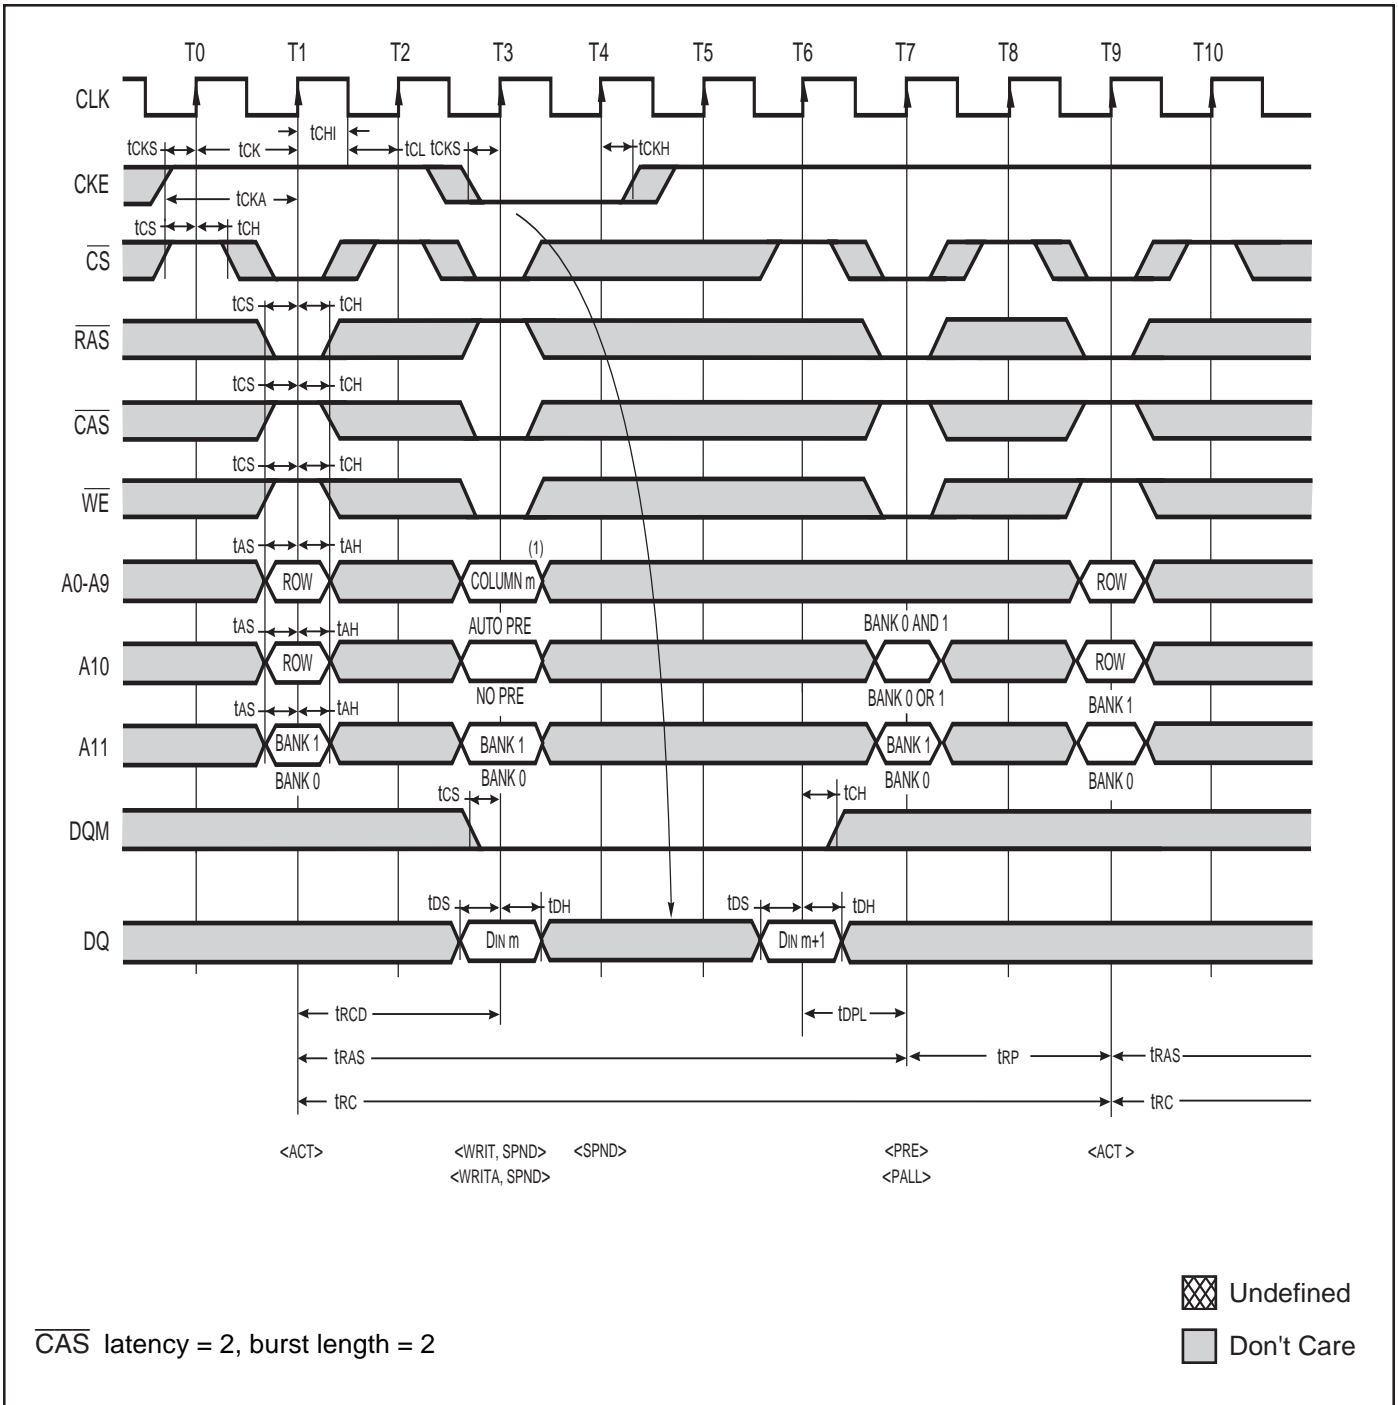 T0 T1 T2 T3 T4 T5 T6 T7 T8 T9 T10
CLK
tCHI
tCKS tCK tCL tCKS tCKH
CKE
tCKA
tCS tCH
CS
tCS tCH
RAS
tCS tCH
CAS
tCS tCH
WE
tAS tAH (1)
A0-A9 ROW COLUMN m ROW
tAS tAH AUTO PRE BANK 0 AND 1
A10 ROW ROW
NO PRE BANK 0 OR 1 BANK 1
tAS tAH
A11 BANK 1 BANK 1 BANK 1
BANK 0 BANK 0 BANK 0 BANK 0
tCS tCH
DQM
tDS tDH tDS tDH
DQ DIN m DIN m+1
tRCD tDPL
tRAS tRP tRAS
tRC tRC
<ACT> <WRIT, SPND> <SPND> <PRE> <ACT >
<WRITA, SPND> <PALL>
Undefined
CAS latency = 2, burst length = 2
Don't Care